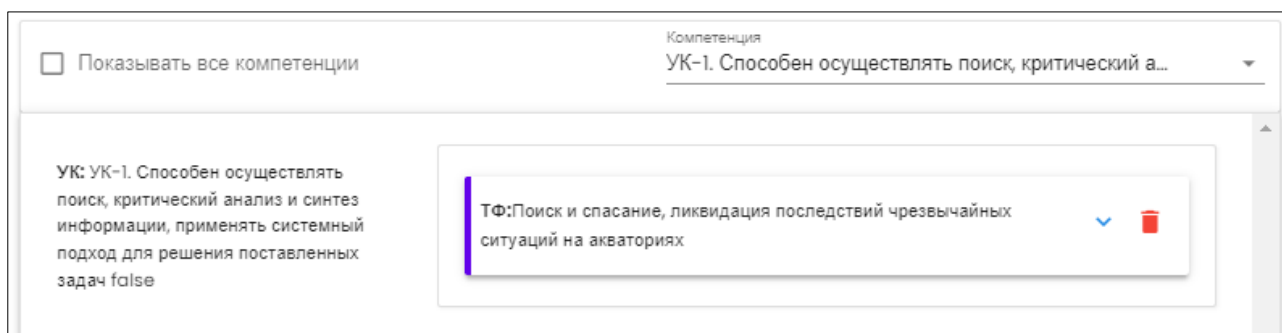 Показывать все компетенции
Компетенция
УК-1. Способен осуществлять поиск, критический а...
УК: УК-1. Способен осуществлять
поиск, критический анализ и синтез
информации, применять системный
подход для решения поставленных
задач false
ТФ:Поиск и спасание, ликвидация последствий чрезвычайных
ситуаций на акваториях